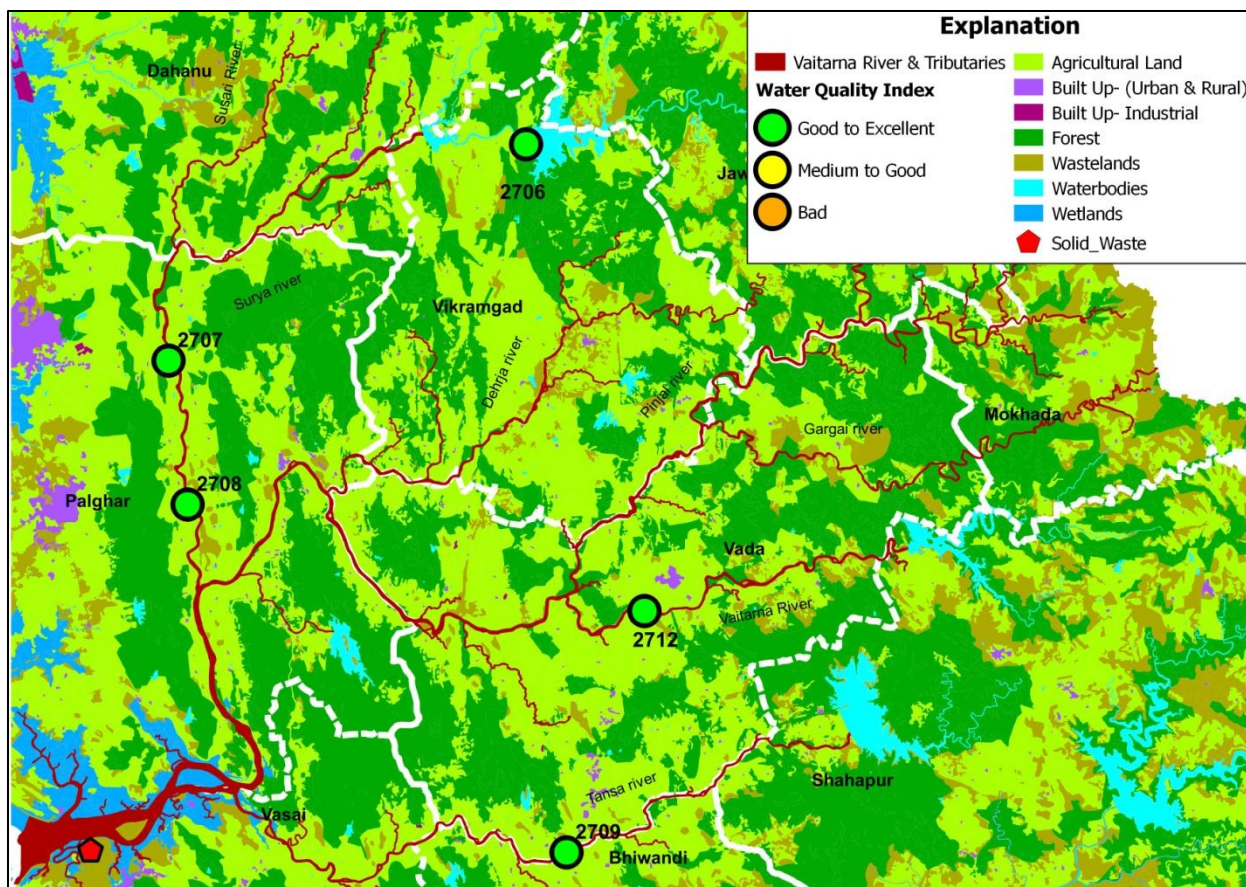 Explanation
Vaitarna River & Tributaries
Water Quality Index
Good to Excellent
Medium to Good
Bad
Agricultural Land
Built Up- (Urban & Rural)
Built Up- Industrial
Forest
Wastelands
Waterbodies
Wetlands
Solid_Waste
Dahanu
Susari River
2706
Jaw
Surya river
Vikramgad
2707
Dehrja river
Pinjal river
Gargai river
Mokhada
Palghar
2708
Vada
Vaitarna River
2712
Shahapur
Tansa river
Vasai
2709
Bhiwandi